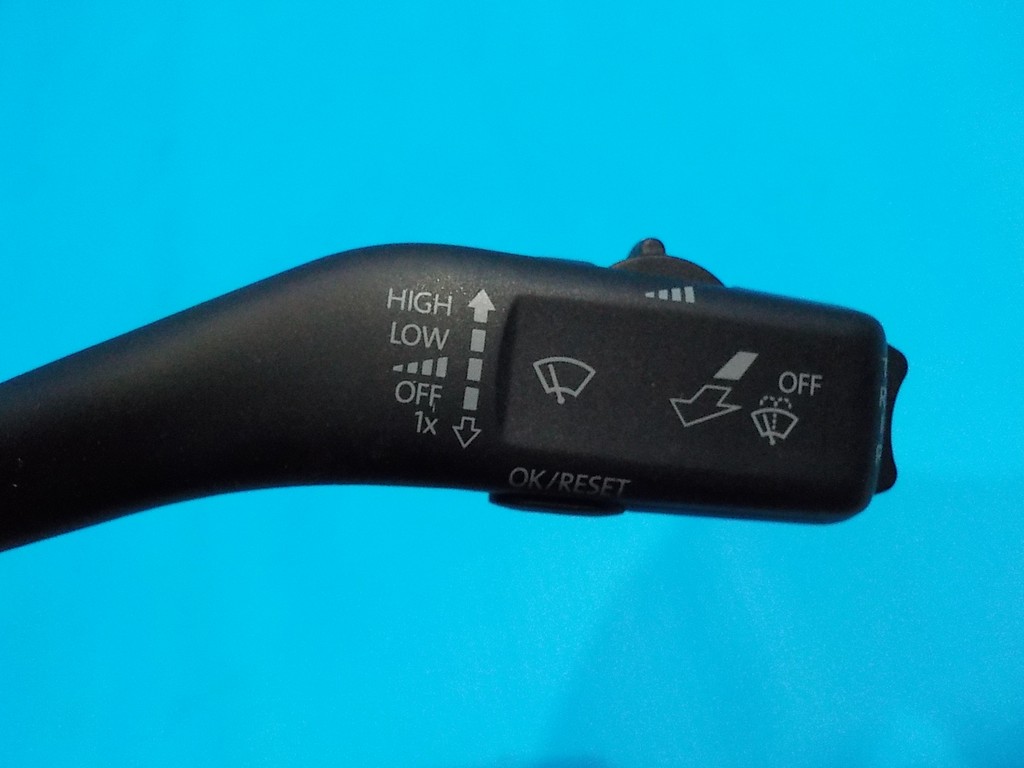 HIGH
LOW
OFF
1x
OFF
OK/RESET